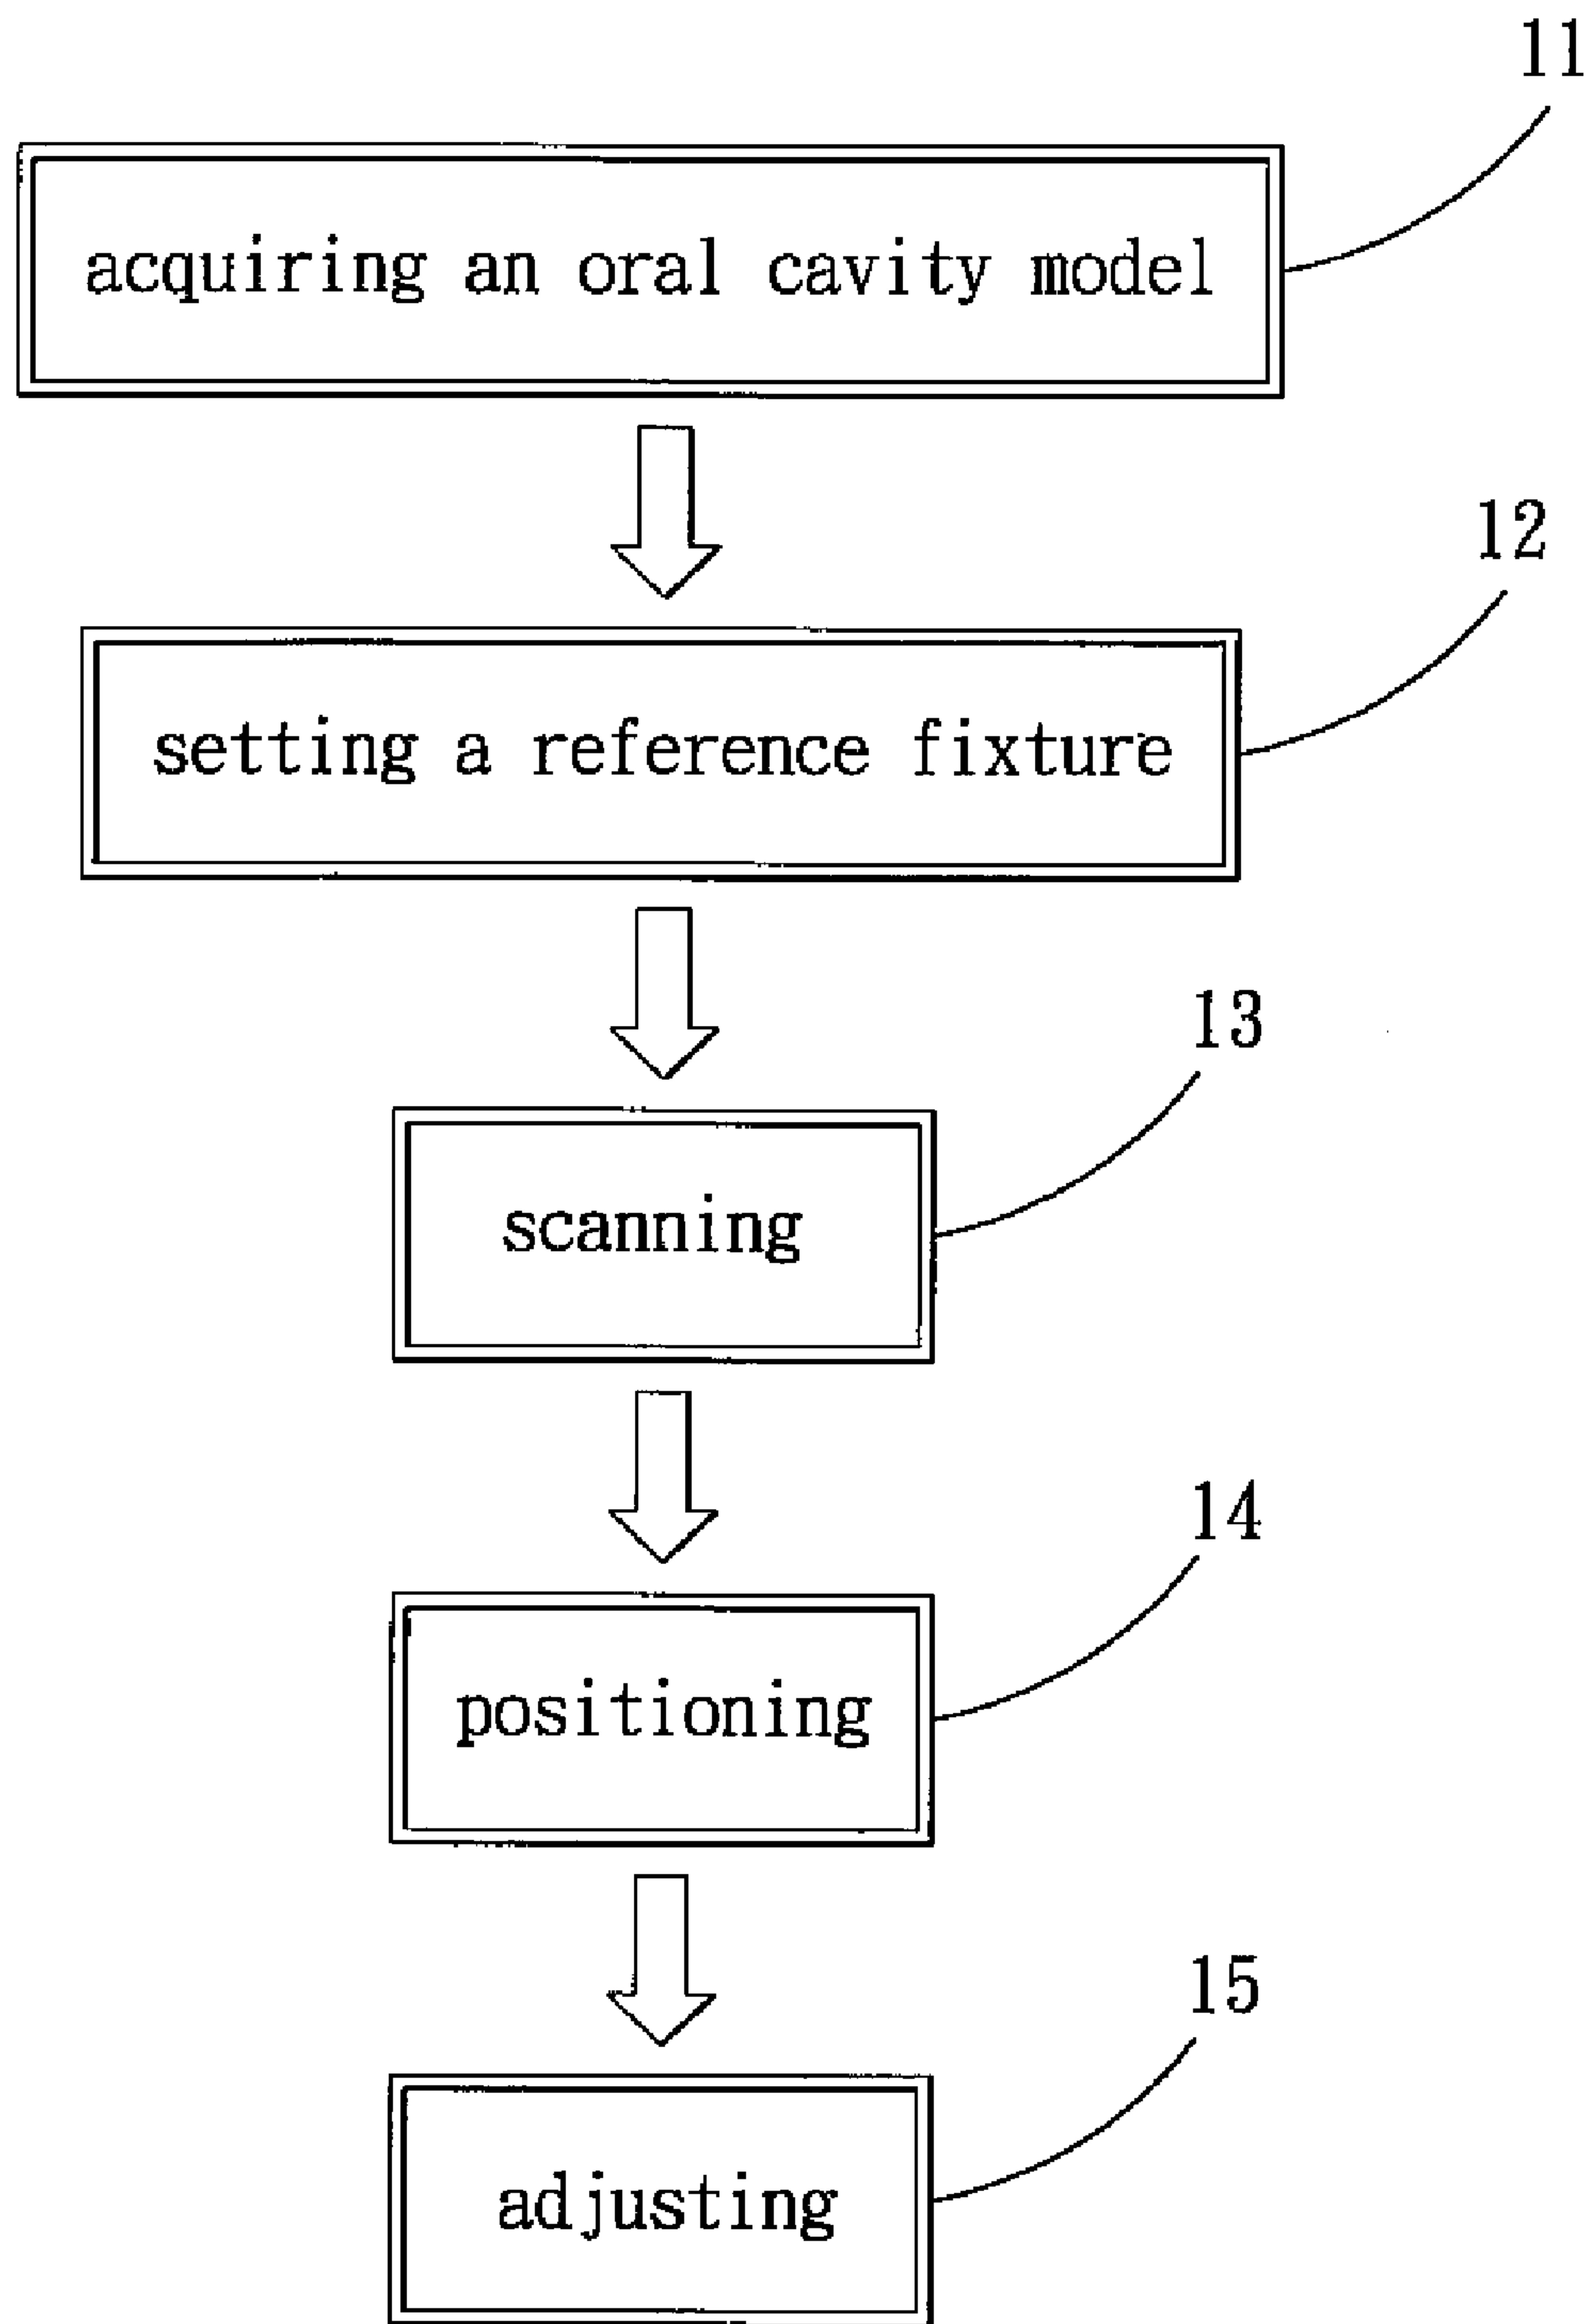 11
acquiring an oral cavity model
12
setting a reference fixture
13
scanning
14
positioning
15
adjusting